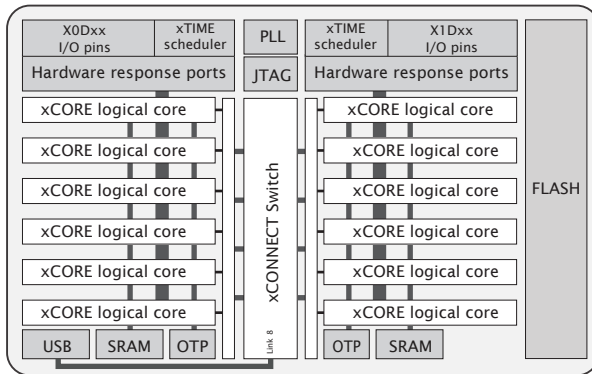 X0Dxx
I/O pins
xTIME
scheduler
PLL
xTIME
scheduler
X1Dxx
I/O pins
Hardware response ports
JTAG
Hardware response ports
xCORE logical core
xCORE logical core
xCORE logical core
xCORE logical core
xCORE logical core
xCORE logical core
xCONNECT Switch
Link 8
xCORE logical core
xCORE logical core
xCORE logical core
xCORE logical core
xCORE logical core
xCORE logical core
FLASH
USB
SRAM
OTP
OTP
SRAM